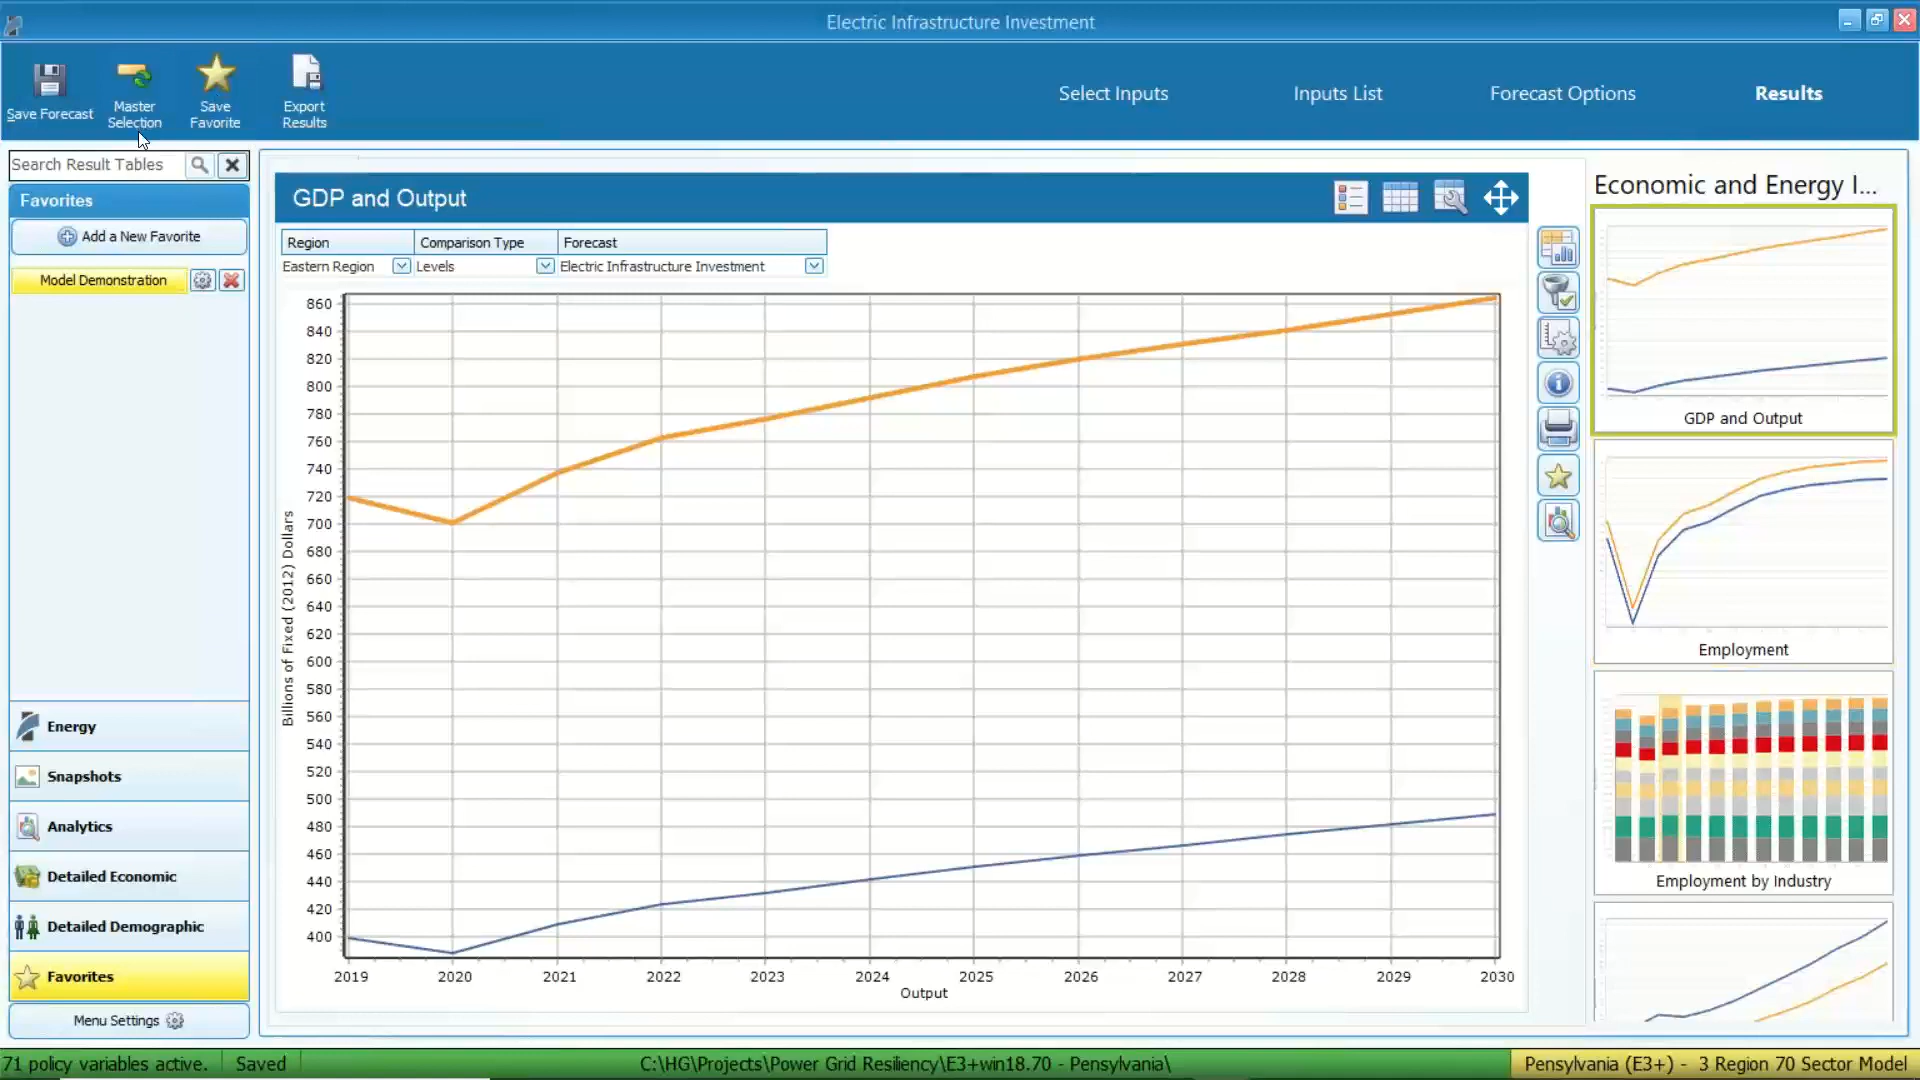 Electric Infrastructure Investment
Save Forecast
Master
Selection
Save
Favorite
Export
Results
Select Inputs
Inputs List
Forecast Options
Results
Search Result Tables
Favorites
Add a New Favorite
Model Demonstration
Energy
Snapshots
Analytics
Detailed Economic
Detailed Demographic
Favorites
Menu Settings
GDP and Output
Region Comparison Type Forecast
Eastern Region Levels Electric Infrastructure Investment
Billions of Fixed (2012) Dollars
860
840
820
800
780
760
740
720
700
680
660
640
620
600
580
560
540
520
500
480
460
440
420
400
2019 2020 2021 2022 2023 2024 2025 2026 2027 2028 2029 2030
Output
Economic and Energy I...
GDP and Output
Employment
Employment by Industry
71 policy variables active. Saved C:\HG\Projects\Power Grid Resiliency\E3+win18.70 - Pensylvania\ Pensylvania (E3+) - 3 Region 70 Sector Model